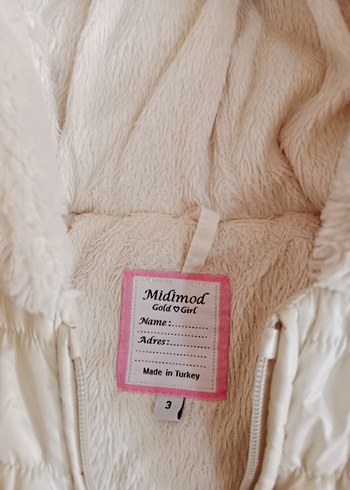 Midimod
Gold ♡ Girl
Name:............
..........................
Adres:............
..........................
..........................
Made in Turkey
3